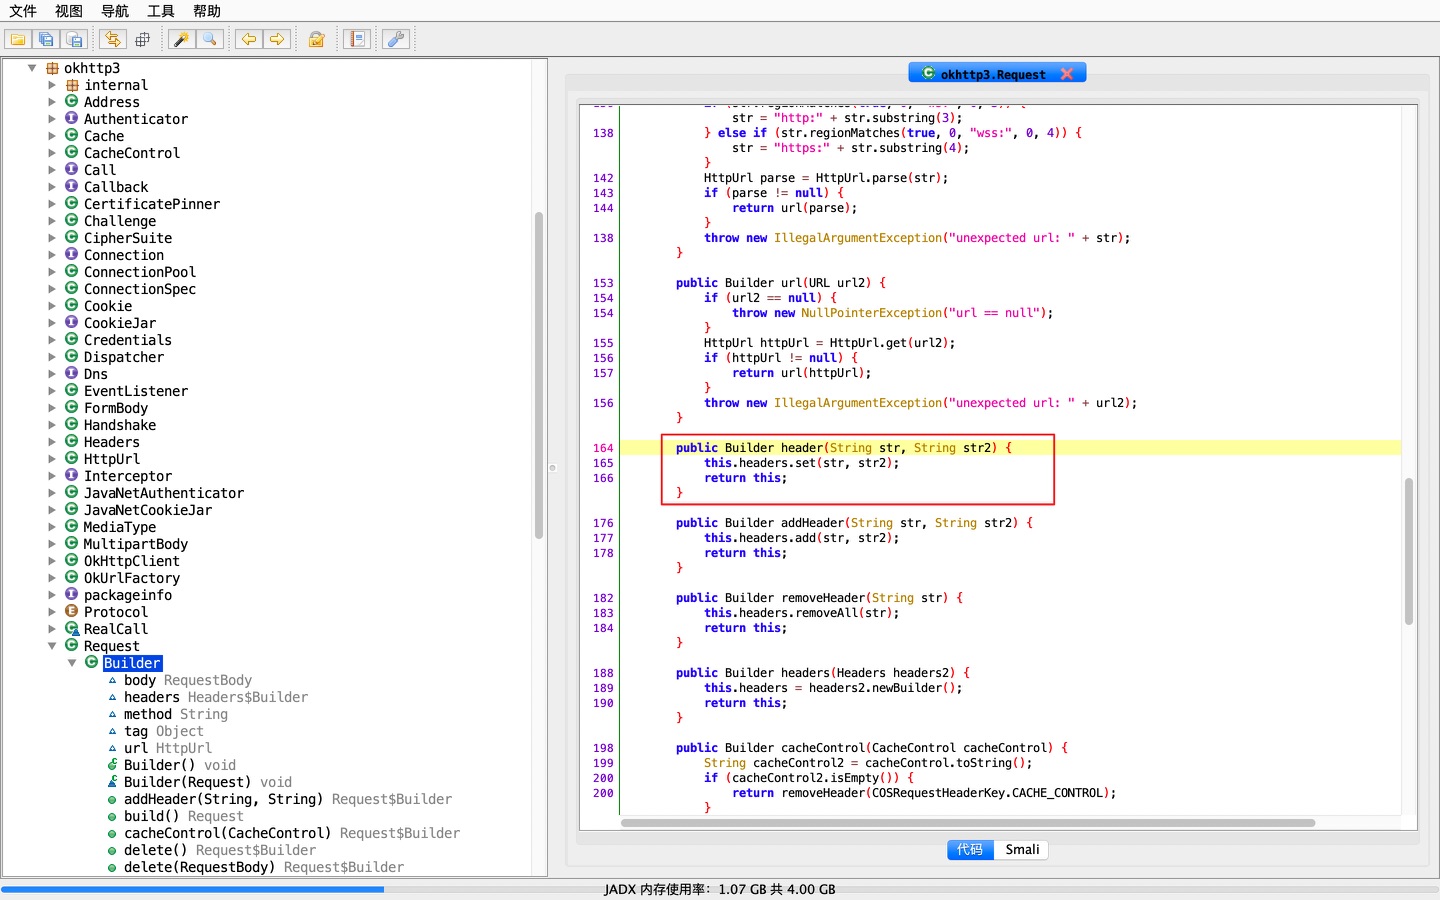 文件 视图 导航 工具 帮助
okhttp3
internal
Address
Authenticator
Cache
CacheControl
Call
Callback
CertificatePinner
Challenge
CipherSuite
Connection
ConnectionPool
ConnectionSpec
Cookie
CookieJar
Credentials
Dispatcher
Dns
EventListener
FormBody
Handshake
Headers
HttpUrl
Interceptor
JavaNetAuthenticator
JavaNetCookieJar
MediaType
MultipartBody
OkHttpClient
OkUrlFactory
packageinfo
Protocol
RealCall
Request
Builder
body RequestBody
headers Headers$Builder
method String
tag Object
url HttpUrl
Builder() void
Builder(Request) void
addHeader(String, String) Request$Builder
build() Request
cacheControl(CacheControl) Request$Builder
delete() Request$Builder
delete(RequestBody) Request$Builder
okhttp3.Request
str = "http:" + str.substring(3);
138 } else if (str.regionMatches(true, 0, "wss:", 0, 4)) {
str = "https:" + str.substring(4);
}
142 HttpUrl parse = HttpUrl.parse(str);
143 if (parse != null) {
144 return url(parse);
}
138 throw new IllegalArgumentException("unexpected url: " + str);
}
153 public Builder url(URL url2) {
154 if (url2 == null) {
154 throw new NullPointerException("url == null");
}
155 HttpUrl httpUrl = HttpUrl.get(url2);
156 if (httpUrl != null) {
157 return url(httpUrl);
}
156 throw new IllegalArgumentException("unexpected url: " + url2);
}
164 public Builder header(String str, String str2) {
165 this.headers.set(str, str2);
166 return this;
}
176 public Builder addHeader(String str, String str2) {
177 this.headers.add(str, str2);
178 return this;
}
182 public Builder removeHeader(String str) {
183 this.headers.removeAll(str);
184 return this;
}
188 public Builder headers(Headers headers2) {
189 this.headers = headers2.newBuilder();
190 return this;
}
198 public Builder cacheControl(CacheControl cacheControl) {
199 String cacheControl2 = cacheControl.toString();
200 if (cacheControl2.isEmpty()) {
200 return removeHeader(COSRequestHeaderKey.CACHE_CONTROL);
}
代码 Smali
JADX 内存使用率：1.07 GB 共 4.00 GB